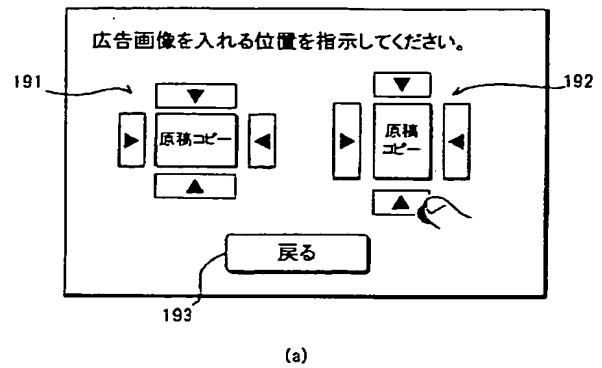 広告画像を入れる位置を指示してください。
191
192
▼
▼
▶
原稿コピー
◀
▶
原稿
コピー
◀
▲
▲
戻る
193
(a)